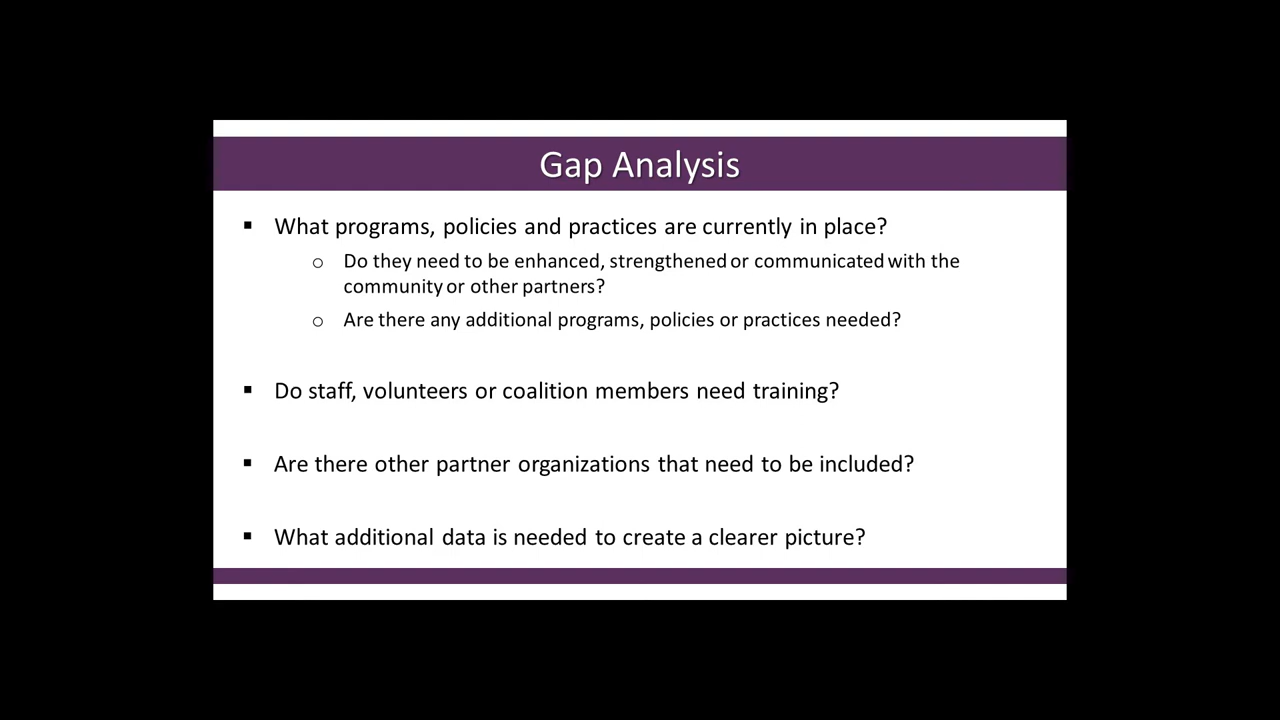 Gap Analysis
▪ What programs, policies and practices are currently in place?
o Do they need to be enhanced, strengthened or communicated with the
community or other partners?
o Are there any additional programs, policies or practices needed?
▪ Do staff, volunteers or coalition members need training?
▪ Are there other partner organizations that need to be included?
▪ What additional data is needed to create a clearer picture?